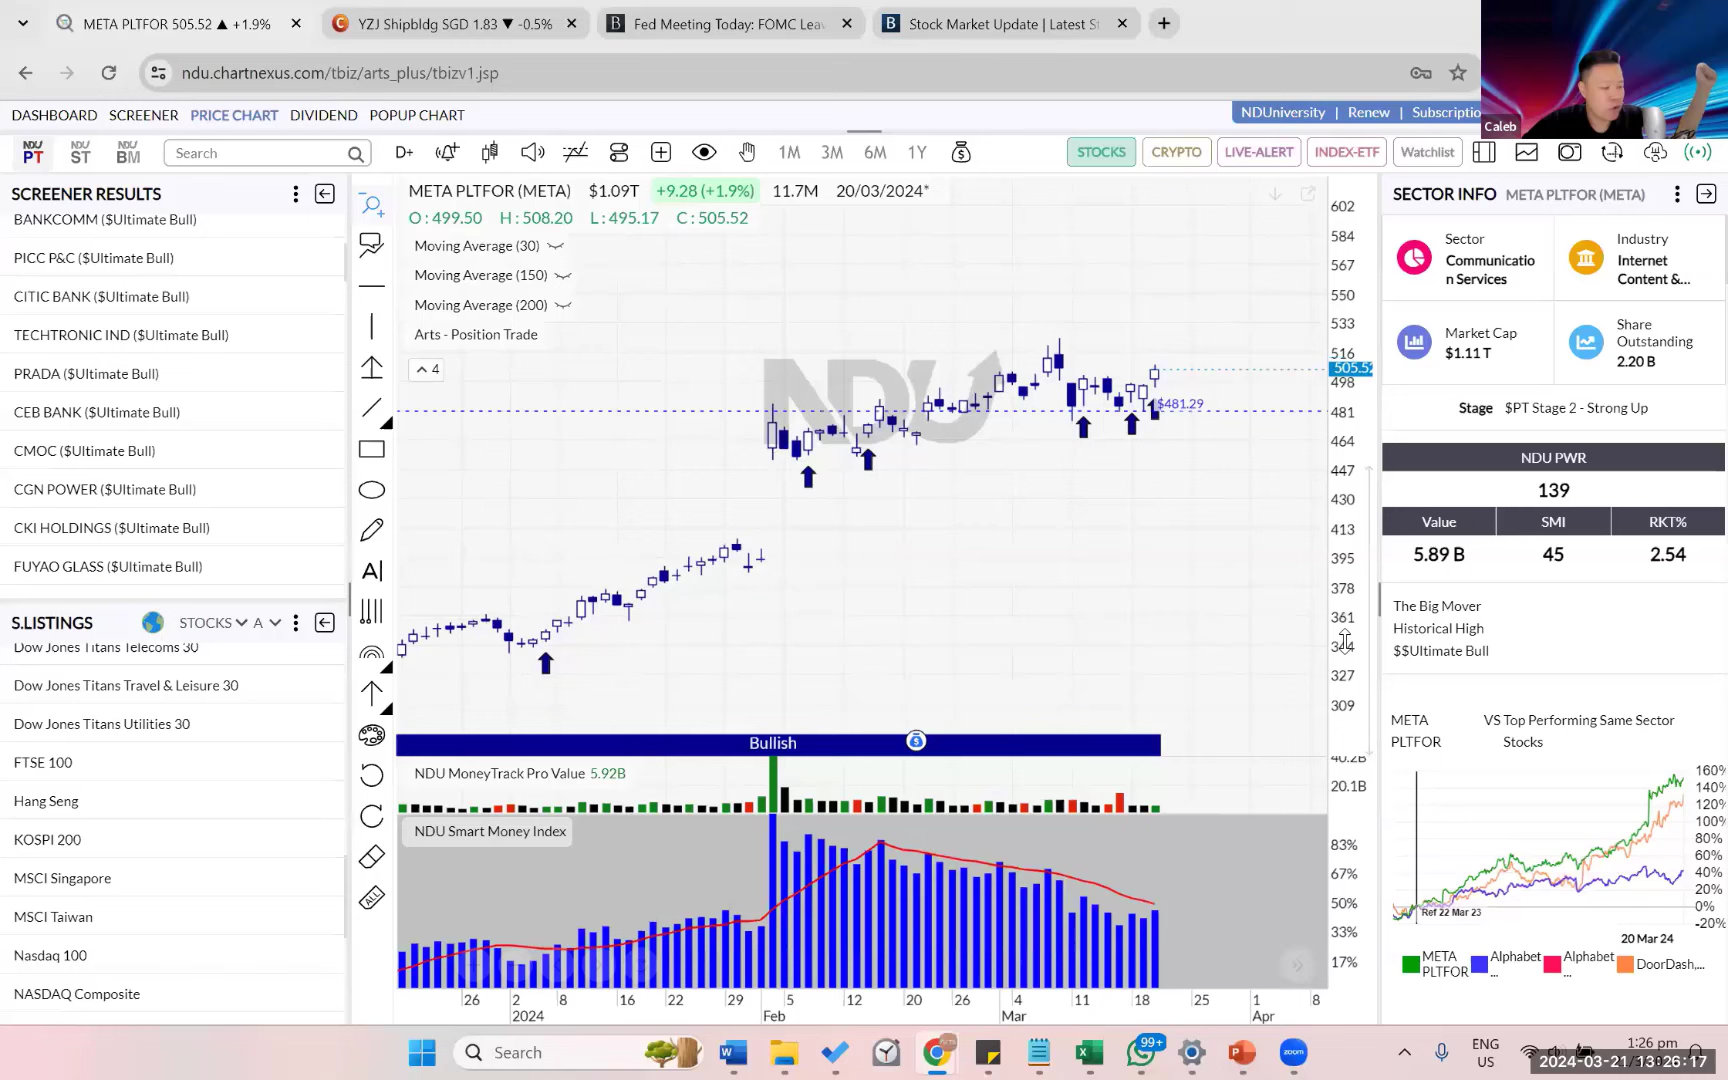 META PLTFOR 505.52 ▲ +1.9%
YZJ Shipbldg SGD 1.83 ▼ -0.5%
Fed Meeting Today: FOMC Lea
Stock Market Update | Latest S
ndu.chartnexus.com/tbiz/arts_plus/tbizv1.jsp
DASHBOARD SCREENER PRICE CHART DIVIDEND POPUP CHART
NDUniversity | Renew | Subscriptio
Caleb
NDU PT NDU ST NDU BM
Search
D+
1M 3M 6M 1Y
STOCKS CRYPTO LIVE-ALERT INDEX-ETF Watchlist
SCREENER RESULTS
BANKCOMM ($Ultimate Bull)
PICC P&C ($Ultimate Bull)
CITIC BANK ($Ultimate Bull)
TECHTRONIC IND ($Ultimate Bull)
PRADA ($Ultimate Bull)
CEB BANK ($Ultimate Bull)
CMOC ($Ultimate Bull)
CGN POWER ($Ultimate Bull)
CKI HOLDINGS ($Ultimate Bull)
FUYAO GLASS ($Ultimate Bull)
S.LISTINGS STOCKS A
Dow Jones Titans Telecoms 30
Dow Jones Titans Travel & Leisure 30
Dow Jones Titans Utilities 30
FTSE 100
Hang Seng
KOSPI 200
MSCI Singapore
MSCI Taiwan
Nasdaq 100
NASDAQ Composite
META PLTFOR (META) $1.09T +9.28 (+1.9%) 11.7M 20/03/2024*
O:499.50 H:508.20 L:495.17 C:505.52
Moving Average (30)
Moving Average (150)
Moving Average (200)
Arts - Position Trade
4
NDU
$481.29
602
584
567
550
533
516
505.52
498
481
464
447
430
413
395
378
361
327
309
Bullish
NDU MoneyTrack Pro Value 5.92B
40.2B
20.1B
NDU Smart Money Index
83%
67%
50%
33%
17%
26 2 8 16 22 29 5 12 20 26 4 11 18 25 1 8
2024 Feb Mar Apr
SECTOR INFO META PLTFOR (META)
Sector
Communicatio
n Services
Industry
Internet
Content &...
Market Cap
$1.11 T
Share
Outstanding
2.20 B
Stage $PT Stage 2 - Strong Up
NDU PWR
139
Value SMI RKT%
5.89 B 45 2.54
The Big Mover
Historical High
$$Ultimate Bull
META VS Top Performing Same Sector
PLTFOR Stocks
160%
140%
120%
100%
80%
60%
40%
20%
0%
-20%
Ref 22 Mar 23
20 Mar 24
META
PLTFOR
Alphabet
...
Alphabet
...
DoorDash,...
Search
99+
zoom
ENG
US
1:26 pm
2024-03-21 13:26:17